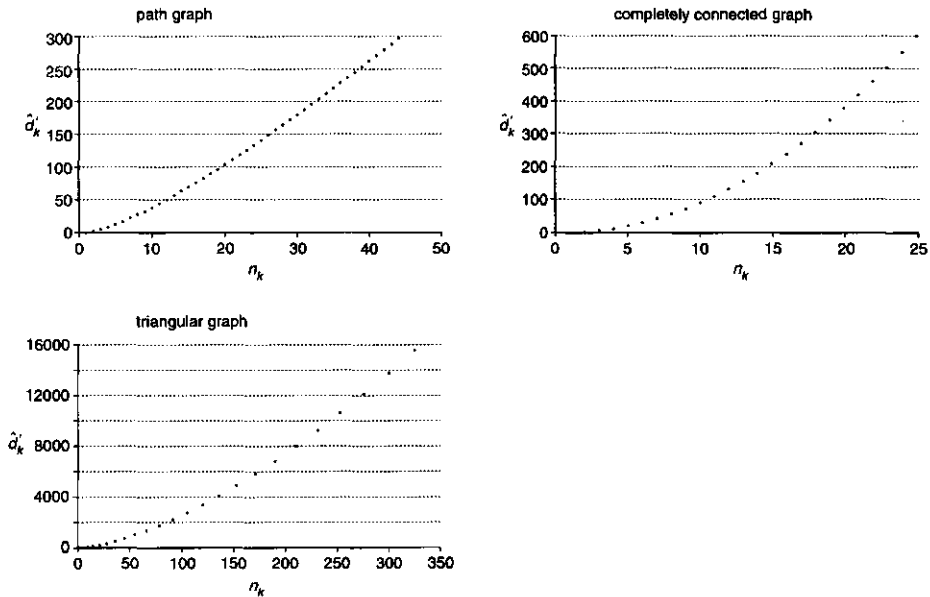 path graph
300
250
200
150
100
50
0
d̂'ₖ
0 10 20 30 40 50
nₖ
completely connected graph
600
500
400
300
200
100
0
d̂'ₖ
0 5 10 15 20 25
nₖ
triangular graph
16000
12000
8000
4000
0
d̂'ₖ
0 50 100 150 200 250 300 350
nₖ